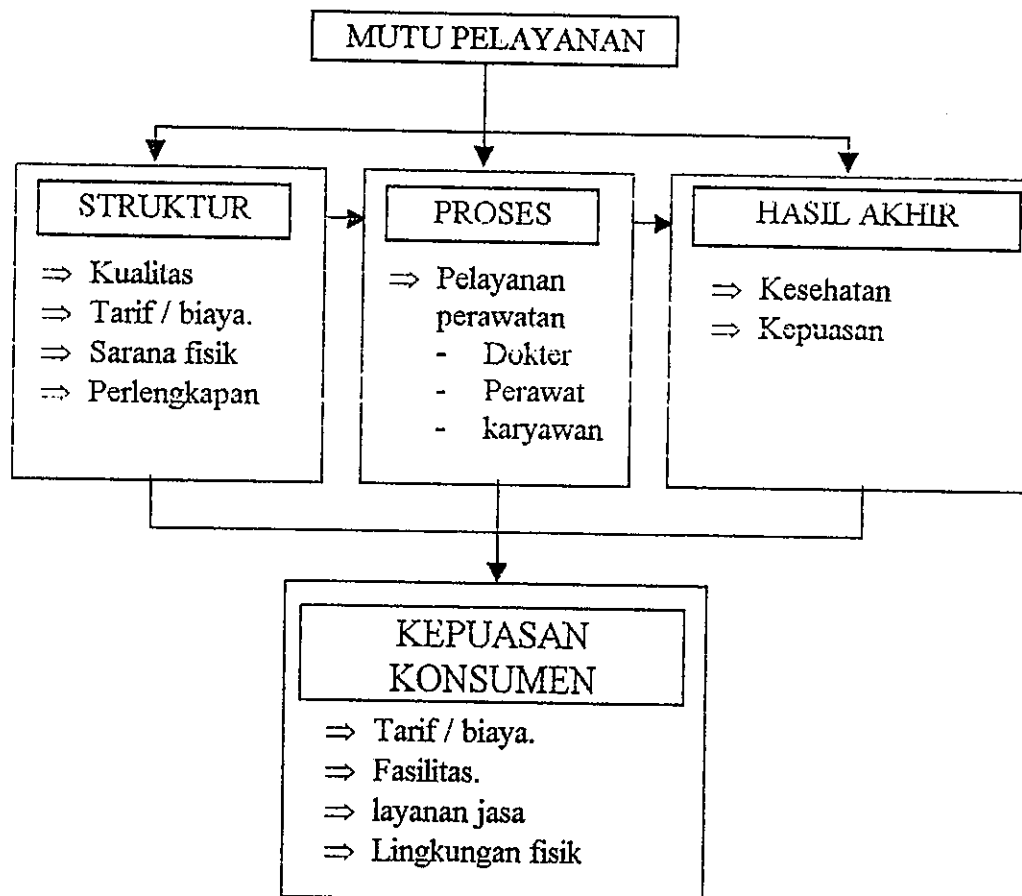 MUTU PELAYANAN
STRUKTUR
⇒ Kualitas
⇒ Tarif / biaya.
⇒ Sarana fisik
⇒ Perlengkapan
PROSES
⇒ Pelayanan
perawatan
- Dokter
- Perawat
- karyawan
HASIL AKHIR
⇒ Kesehatan
⇒ Kepuasan
KEPUASAN
KONSUMEN
⇒ Tarif / biaya.
⇒ Fasilitas.
⇒ layanan jasa
⇒ Lingkungan fisik